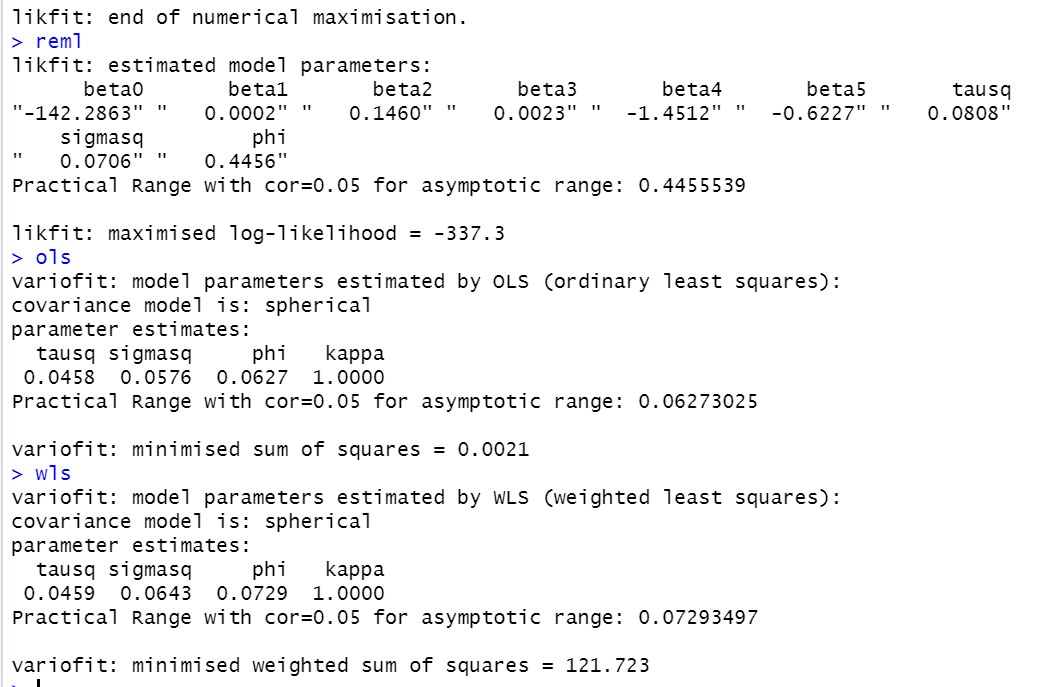 likfit: end of numerical maximisation.
> reml
likfit: estimated model parameters:
      beta0       beta1       beta2       beta3       beta4       beta5       tausq
"-142.2863" "   0.0002" "   0.1460" "   0.0023" "  -1.4512" "  -0.6227" "   0.0808"
    sigmasq         phi
"   0.0706" "   0.4456"
Practical Range with cor=0.05 for asymptotic range: 0.4455539

likfit: maximised log-likelihood = -337.3
> ols
variofit: model parameters estimated by OLS (ordinary least squares):
covariance model is: spherical
parameter estimates:
  tausq sigmasq     phi   kappa
 0.0458  0.0576  0.0627  1.0000
Practical Range with cor=0.05 for asymptotic range: 0.06273025

variofit: minimised sum of squares = 0.0021
> wls
variofit: model parameters estimated by WLS (weighted least squares):
covariance model is: spherical
parameter estimates:
  tausq sigmasq     phi   kappa
 0.0459  0.0643  0.0729  1.0000
Practical Range with cor=0.05 for asymptotic range: 0.07293497

variofit: minimised weighted sum of squares = 121.723
>